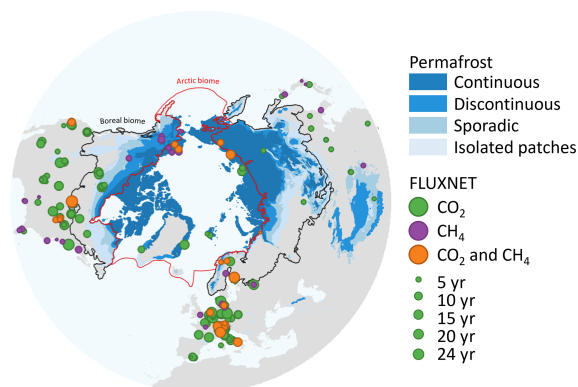 Arctic biome
Boreal biome
Permafrost
Continuous
Discontinuous
Sporadic
Isolated patches
FLUXNET
CO₂
CH₄
CO₂ and CH₄
5 yr
10 yr
15 yr
20 yr
24 yr